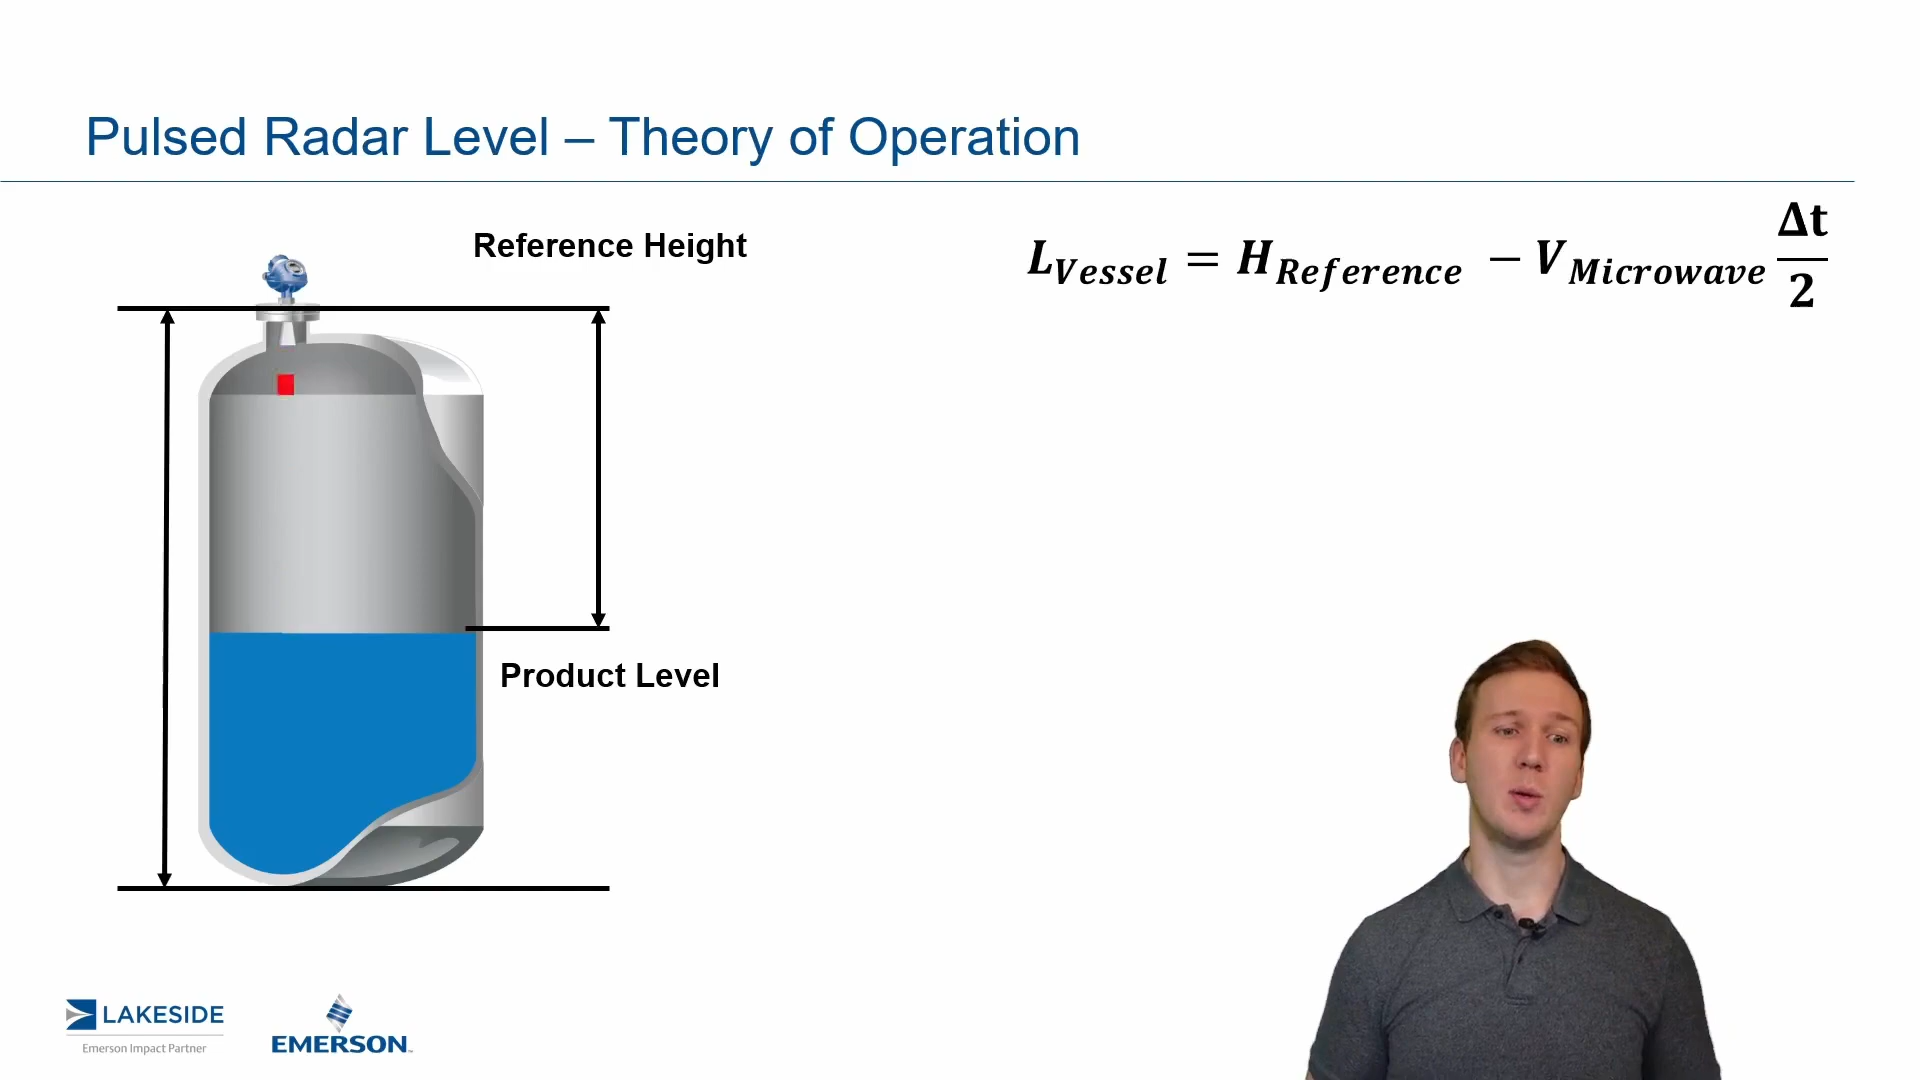 Pulsed Radar Level – Theory of Operation
Reference Height
L_Vessel = H_Reference − V_Microwave Δt/2
Product Level
LAKESIDE
Emerson Impact Partner
EMERSON™